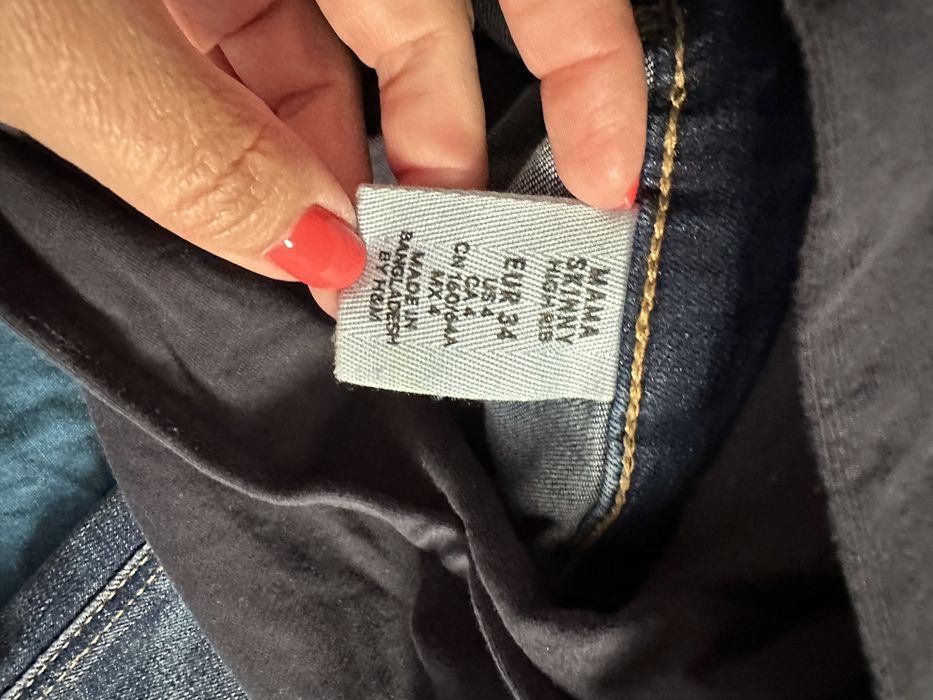 MAMA
SKINNY
HIGH RIB
EUR 34
US 4
CA 4
CN 160/64A
MX 4
MADE IN
BANGLADESH
BY H&M